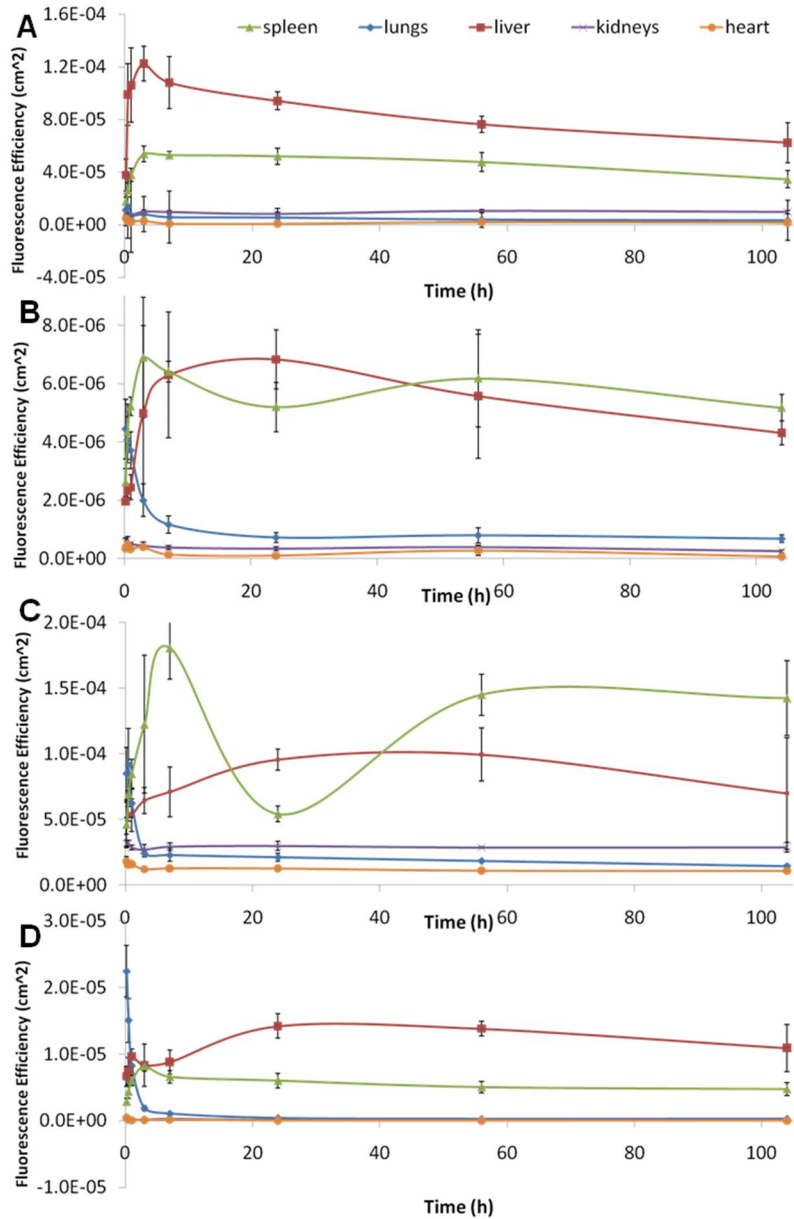 A
spleen lungs liver kidneys heart
Fluorescence Efficiency (cm^2)
1.6E-04
1.2E-04
8.0E-05
4.0E-05
0.0E+00
-4.0E-05
0 20 40 60 80 100
Time (h)
B
Fluorescence Efficiency (cm^2)
8.0E-06
6.0E-06
4.0E-06
2.0E-06
0.0E+00
0 20 40 60 80 100
Time (h)
C
Fluorescence Efficiency (cm^2)
2.0E-04
1.5E-04
1.0E-04
5.0E-05
0.0E+00
0 20 40 60 80 100
Time (h)
D
Fluorescence Efficiency (cm^2)
3.0E-05
2.0E-05
1.0E-05
0.0E+00
-1.0E-05
0 20 40 60 80 100
Time (h)